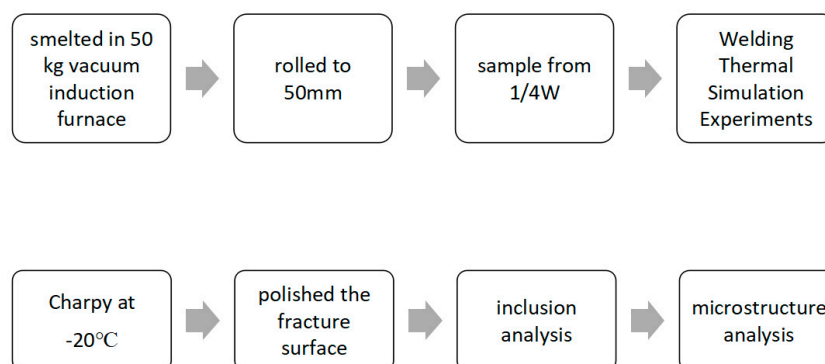 smelted in 50
kg vacuum
induction
furnace
rolled to
50mm
sample from
1/4W
Welding
Thermal
Simulation
Experiments
Charpy at
-20℃
polished the
fracture
surface
inclusion
analysis
microstructure
analysis